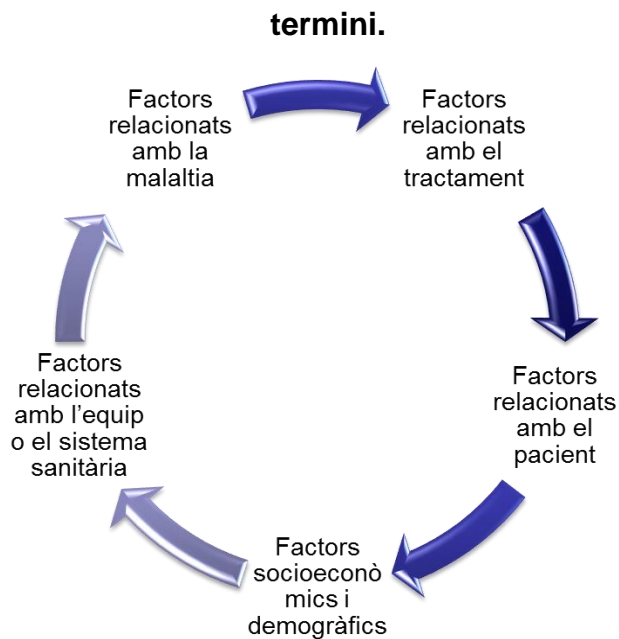 termini.
Factors
relacionats
amb la
malaltia
Factors
relacionats
amb el
tractament
Factors
relacionats
amb el
pacient
Factors
socioeconò
mics i
demogràfics
Factors
relacionats
amb l'equip
o el sistema
sanitària